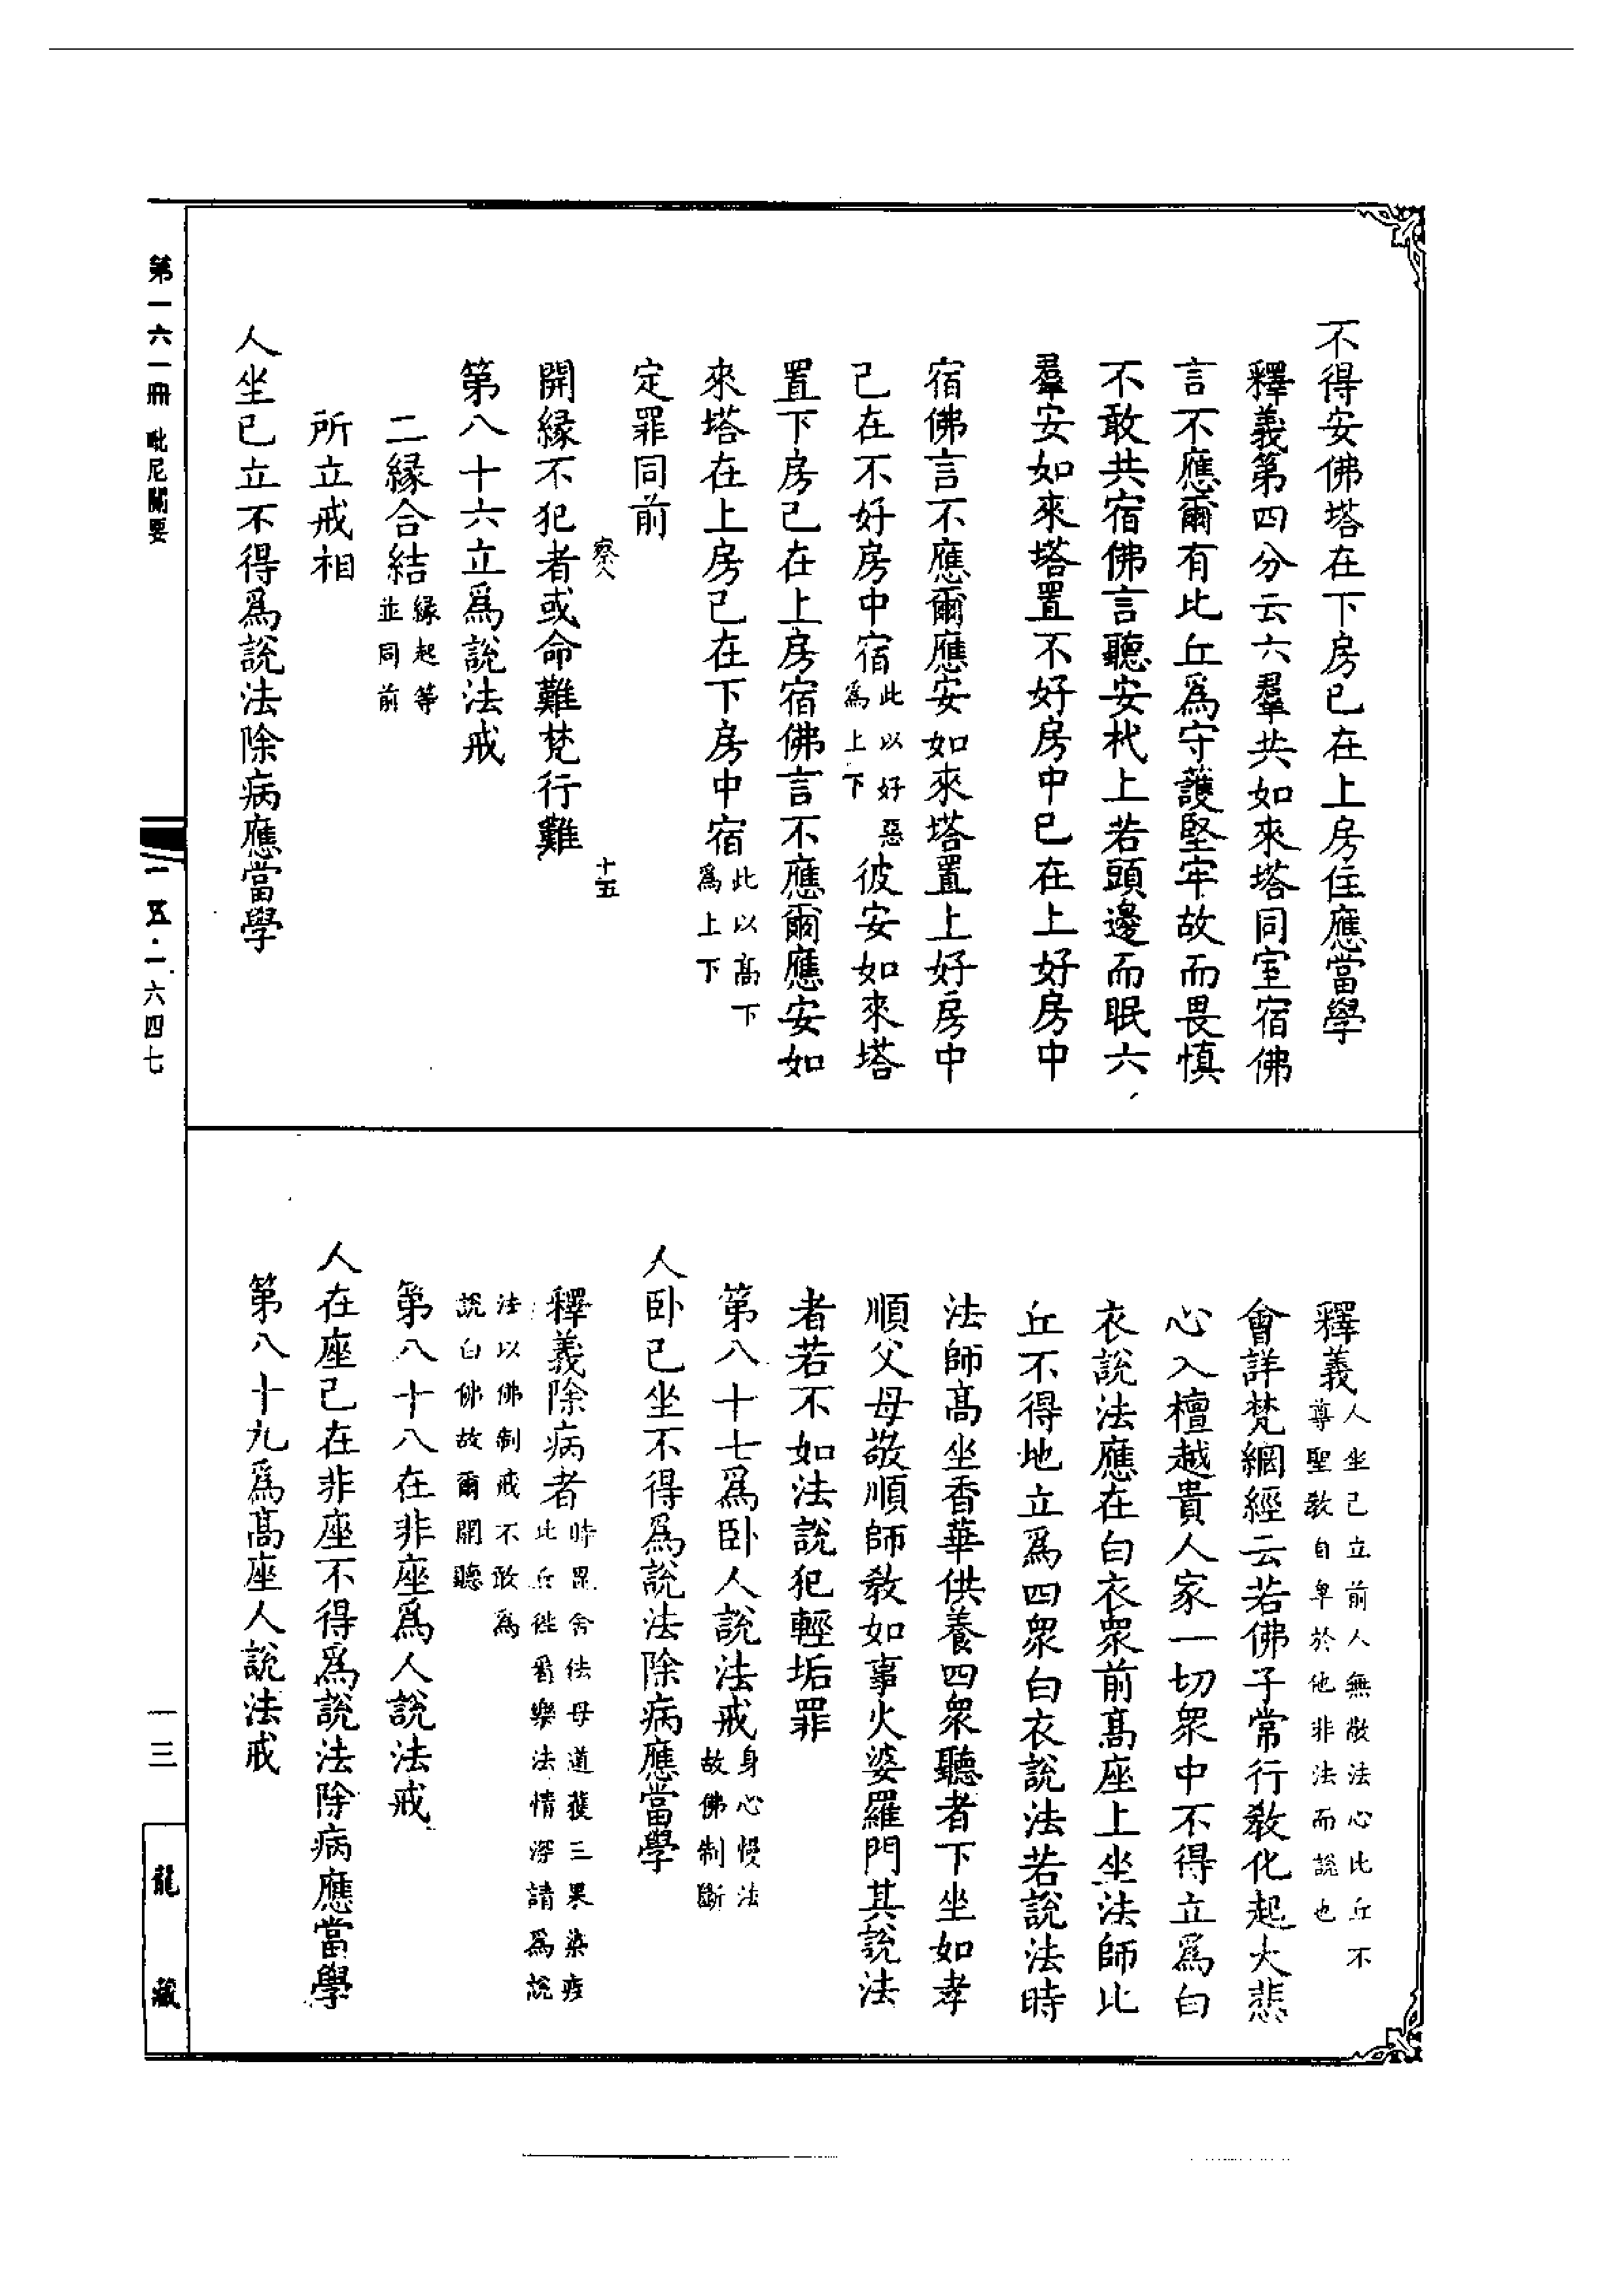 不得安佛塔在下房已在上房住應當學
釋義第四分云六羣共如來塔同室宿佛
言不應爾有比丘爲守護堅牢故而畏慎
不敢共宿佛言聽安杙上若頭邊而眠六
羣安如來塔置不好房中已在上好房中
宿佛言不應爾應安如來塔置上好房中
已在不好房中宿此以好惡爲上下彼安如來塔
置下房已在上房宿佛言不應爾應安如
來塔在上房已在下房中宿此以高下爲上下
定罪同前
察八 十五
開緣不犯者或命難梵行難
第八十六立爲說法戒
二緣合結緣起等並同前
所立戒相
人坐已立不得爲說法除病應當學
釋義人坐已立前人無敬法心比丘不尊聖敎自卑於他非法而說也
會詳梵網經云若佛子常行敎化起大悲
心入檀越貴人家一切眾中不得立爲白
衣說法應在白衣眾前高座上坐法師比
丘不得地立爲四眾白衣說法若說法時
法師高坐香華供養四眾聽者下坐如孝
順父母敬順師敎如事火婆羅門其說法
者若不如法說犯輕垢罪
第八十七爲卧人說法戒身心慢法故佛制斷
人卧已坐不得爲說法除病應當學
釋義除病者時毘舍佉母道獲三果染疾比丘往看樂法情深請爲說
法以佛制戒不敢爲說白佛故爾開聽
第八十八在非座爲人說法戒
人在座已在非座不得爲說法除病應當學
第八十九爲高座人說法戒
第一六一冊 毗尼關要
一五二·六四七
一三
龍藏